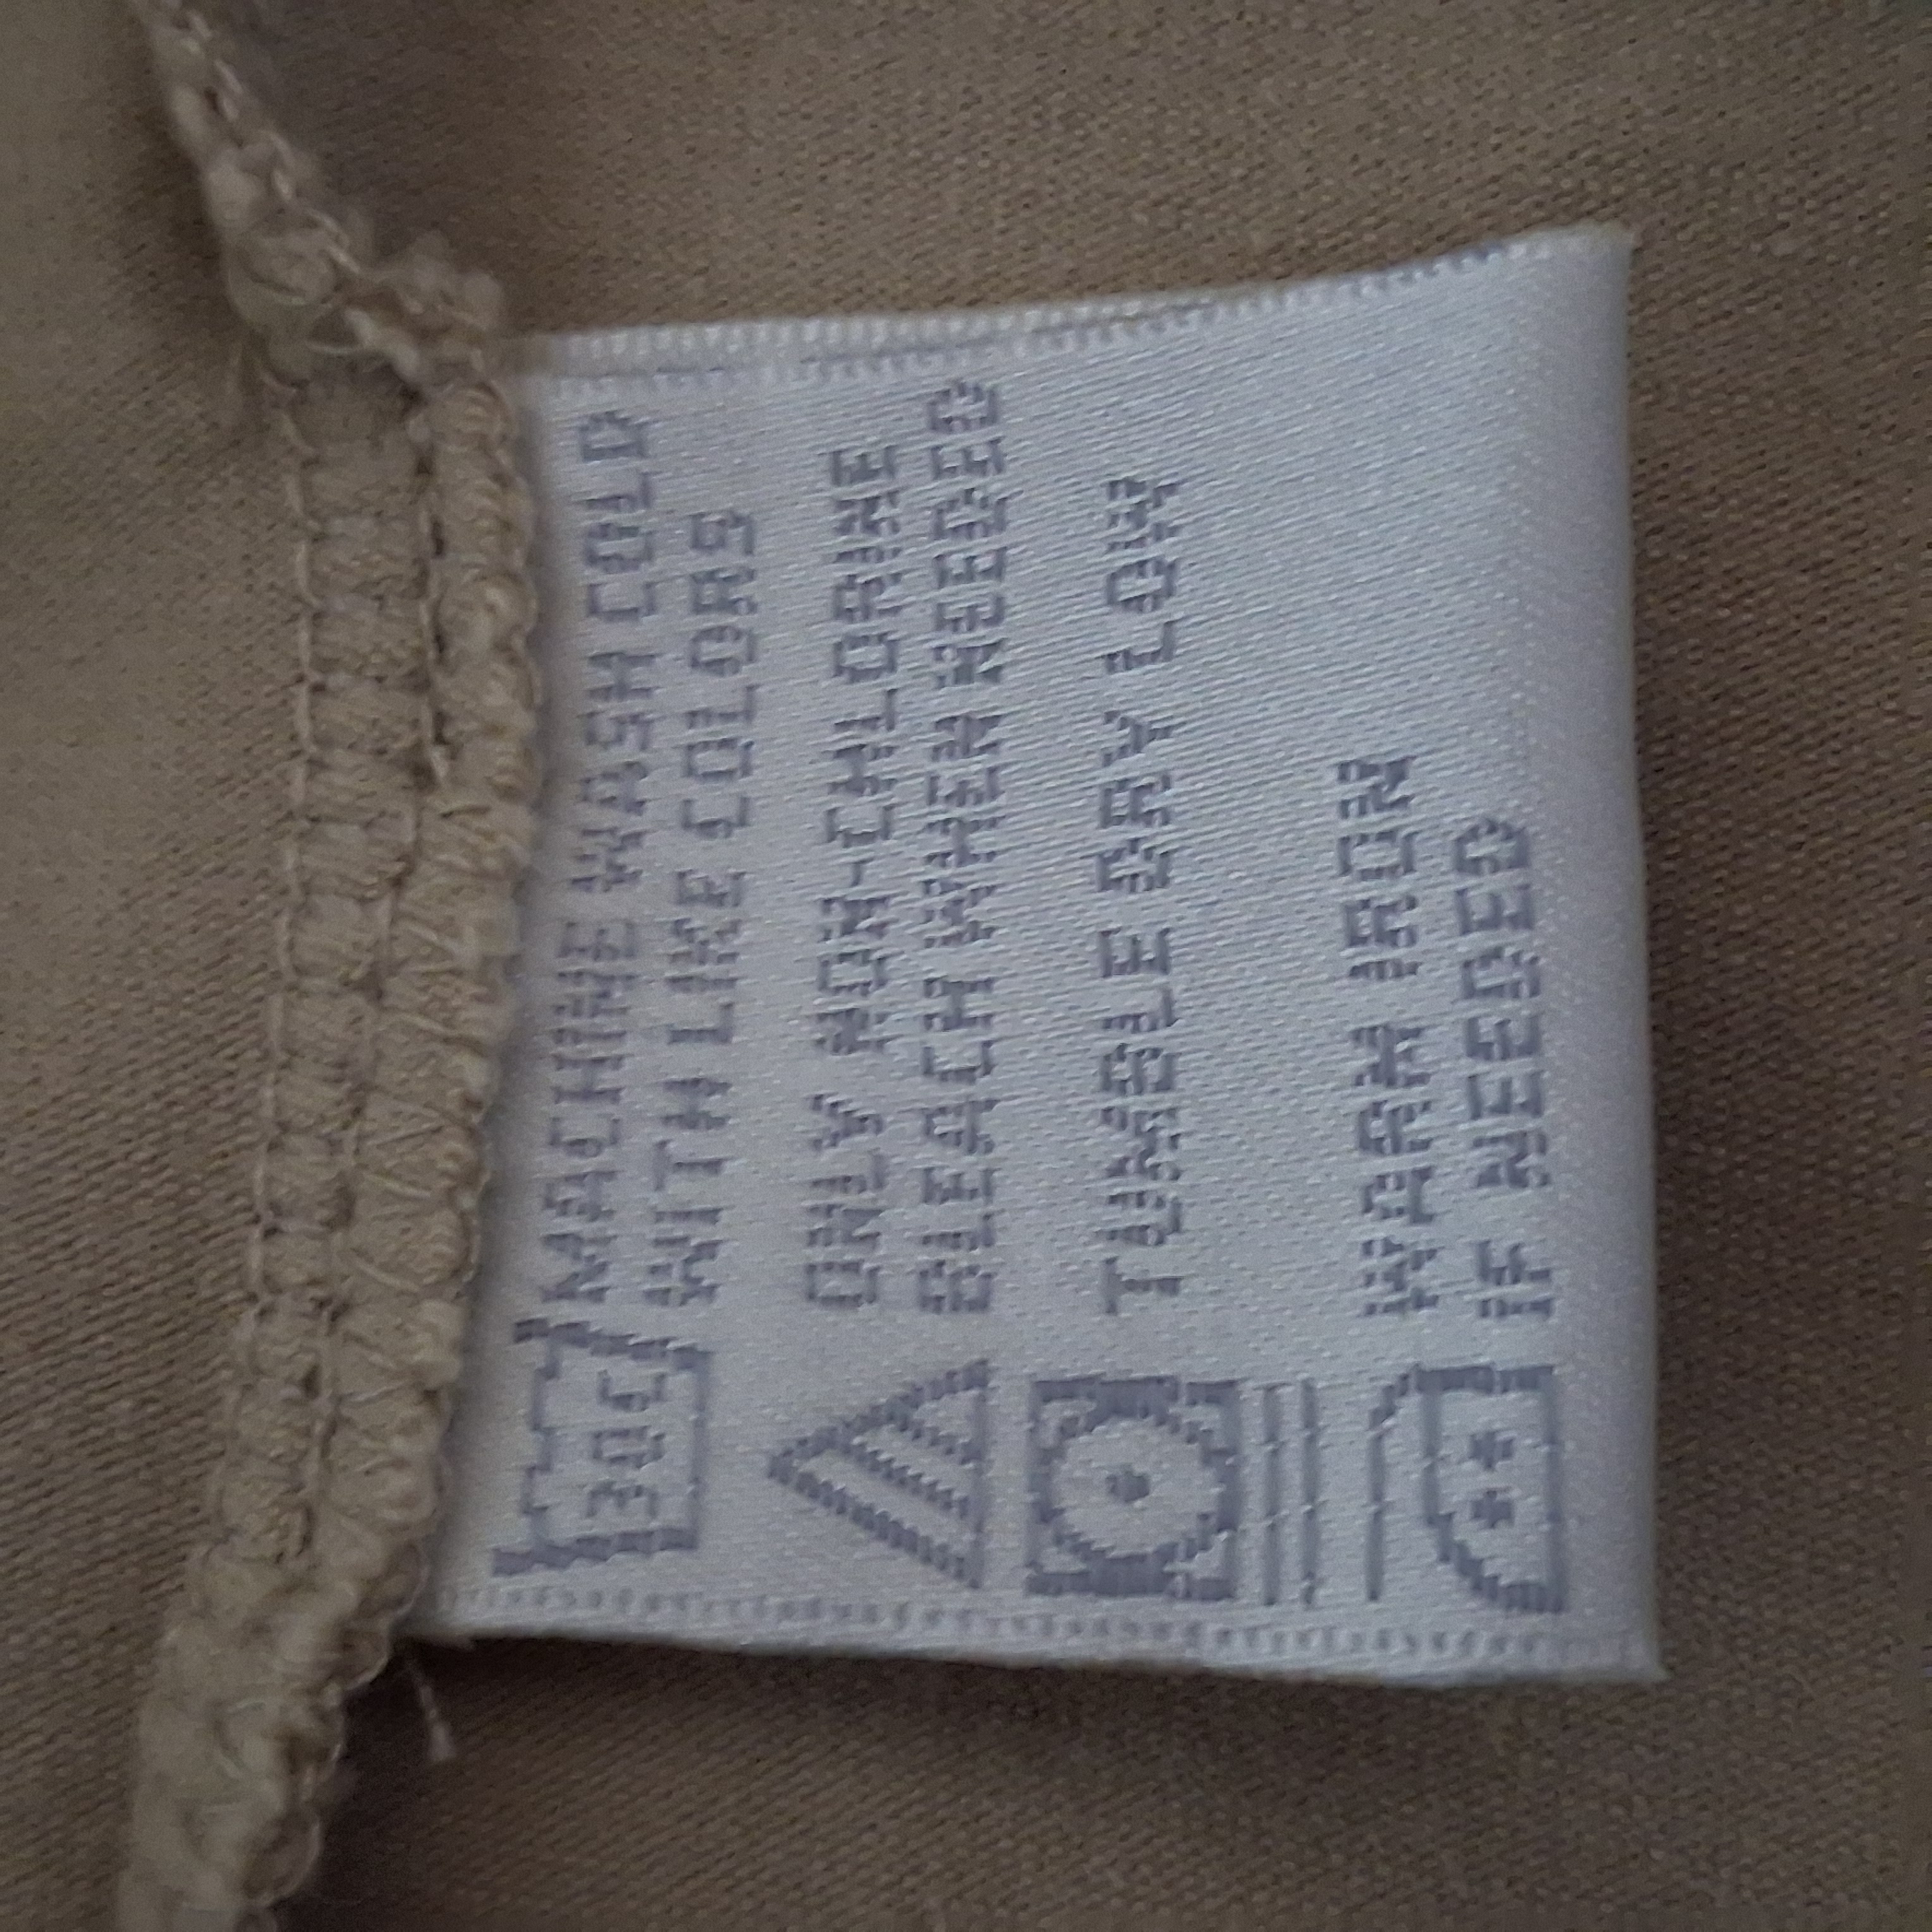 MACHINE WASH COLD
WITH LIKE COLORS
30C
ONLY NON-CHLORINE
BLEACH WHEN NEEDED
TUMBLE DRY LOW
WARM IRON
IF NEEDED